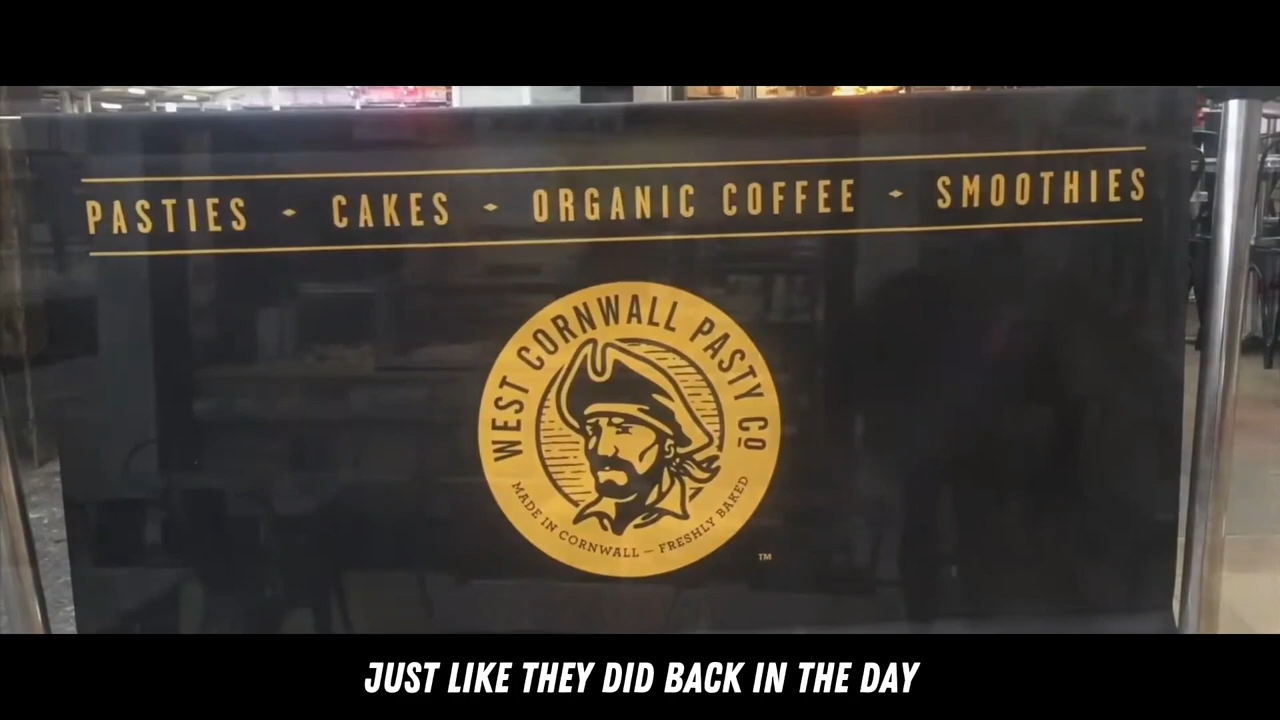 PASTIES • CAKES • ORGANIC COFFEE • SMOOTHIES
WEST CORNWALL PASTY CO
MADE IN CORNWALL – FRESHLY BAKED
™
JUST LIKE THEY DID BACK IN THE DAY